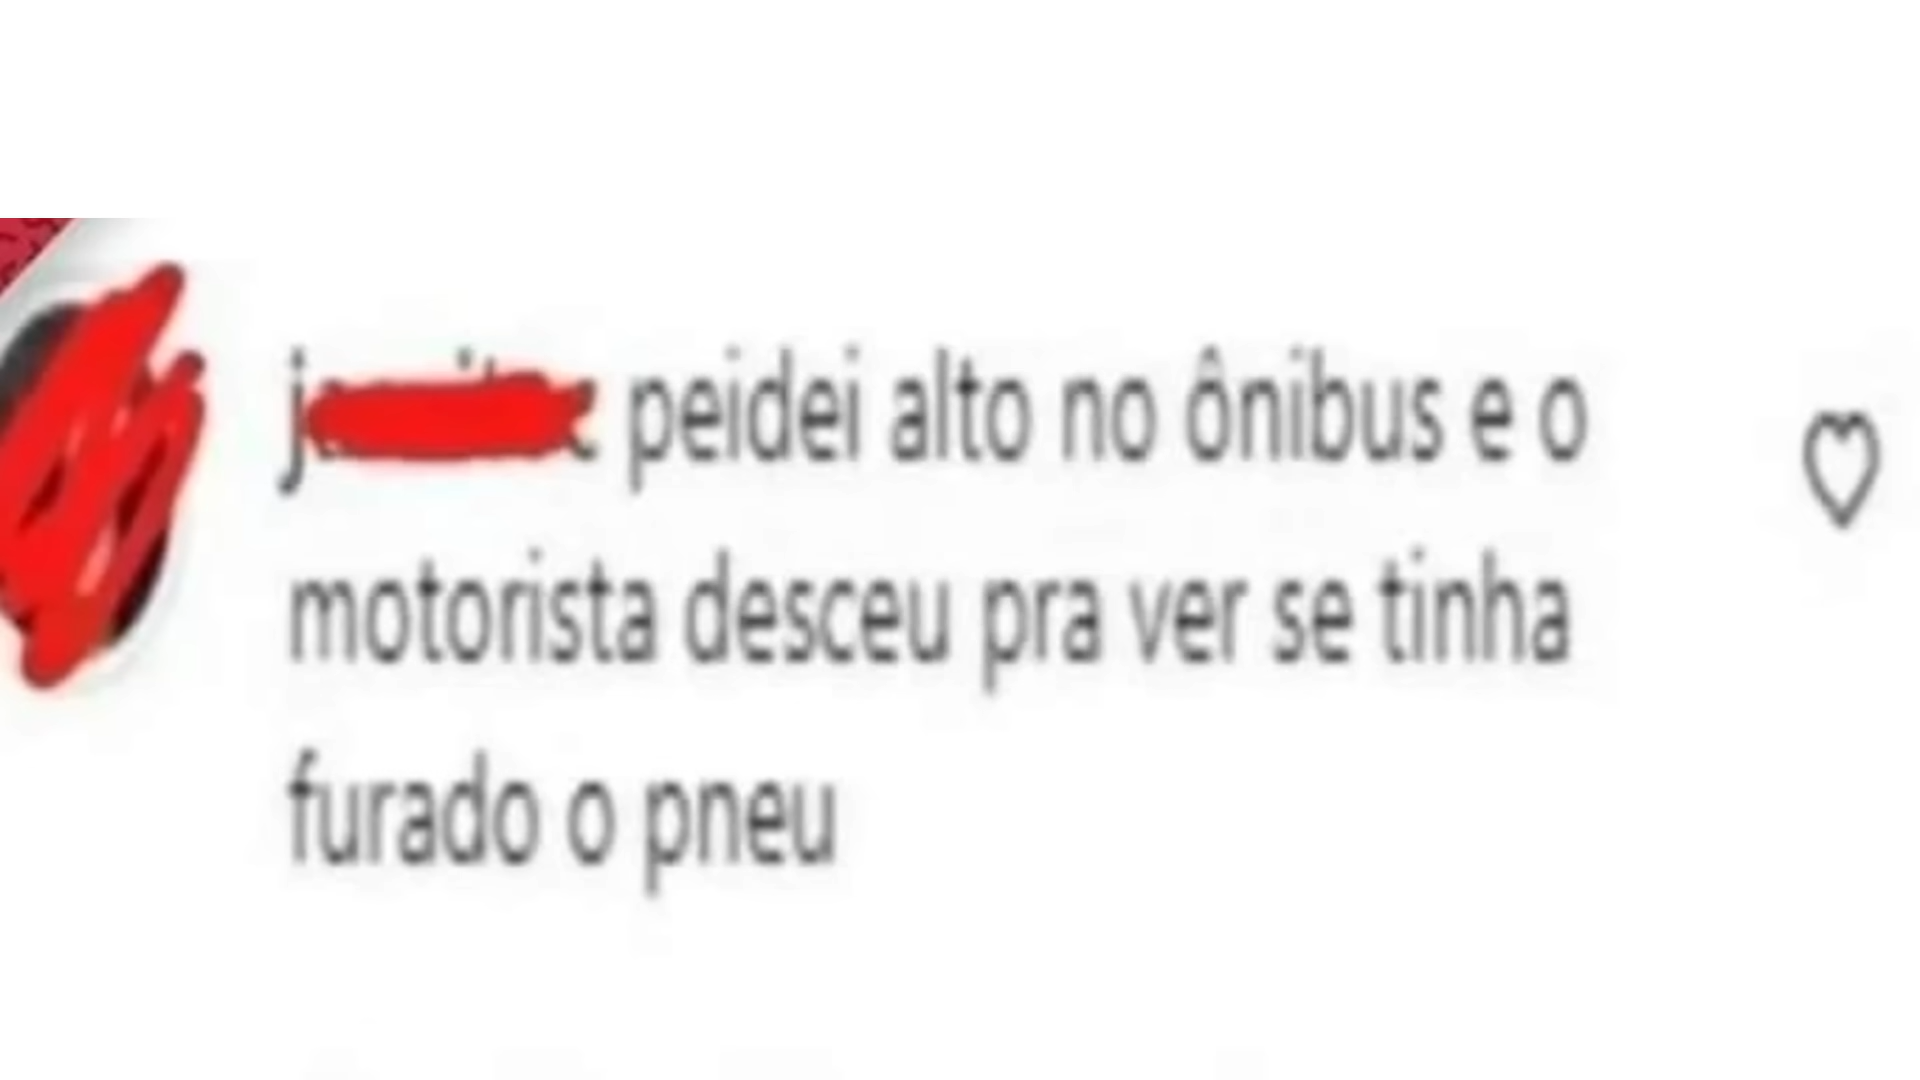 peidei alto no ônibus e o
motorista desceu pra ver se tinha
furado o pneu